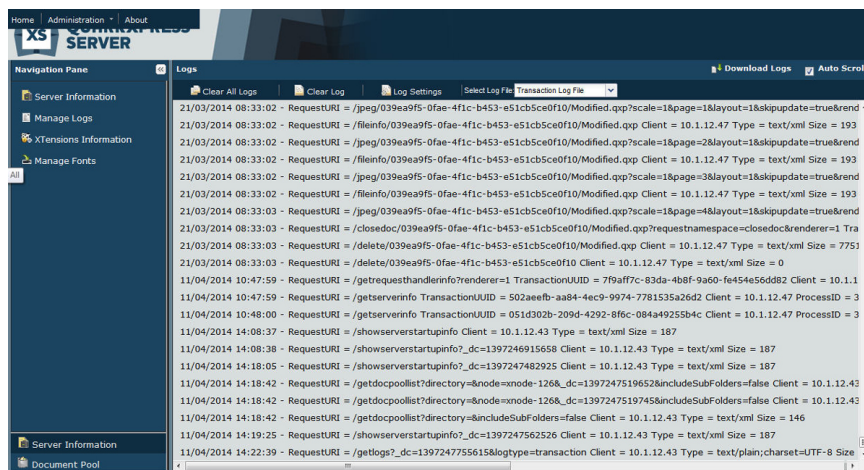 Home Administration About
XS QUARKXPRESS
SERVER
Navigation Pane
Server Information
Manage Logs
XTensions Information
Manage Fonts
All
Server Information
Document Pool
Logs Download Logs Auto Scrol
Clear All Logs Clear Log Log Settings Select Log File: Transaction Log File
21/03/2014 08:33:02 - RequestURI = /jpeg/039ea9f5-0fae-4f1c-b453-e51cb5ce0f10/Modified.qxp?scale=1&page=1&layout=1&skipupdate=true&rend
21/03/2014 08:33:02 - RequestURI = /fileinfo/039ea9f5-0fae-4f1c-b453-e51cb5ce0f10/Modified.qxp Client = 10.1.12.47 Type = text/xml Size = 193
21/03/2014 08:33:02 - RequestURI = /jpeg/039ea9f5-0fae-4f1c-b453-e51cb5ce0f10/Modified.qxp?scale=1&page=2&layout=1&skipupdate=true&rend
21/03/2014 08:33:02 - RequestURI = /fileinfo/039ea9f5-0fae-4f1c-b453-e51cb5ce0f10/Modified.qxp Client = 10.1.12.47 Type = text/xml Size = 193
21/03/2014 08:33:02 - RequestURI = /jpeg/039ea9f5-0fae-4f1c-b453-e51cb5ce0f10/Modified.qxp?scale=1&page=3&layout=1&skipupdate=true&rend
21/03/2014 08:33:02 - RequestURI = /fileinfo/039ea9f5-0fae-4f1c-b453-e51cb5ce0f10/Modified.qxp Client = 10.1.12.47 Type = text/xml Size = 193
21/03/2014 08:33:03 - RequestURI = /jpeg/039ea9f5-0fae-4f1c-b453-e51cb5ce0f10/Modified.qxp?scale=1&page=4&layout=1&skipupdate=true&rend
21/03/2014 08:33:03 - RequestURI = /closedoc/039ea9f5-0fae-4f1c-b453-e51cb5ce0f10/Modified.qxp?requestnamespace=closedoc&renderer=1 Tra
21/03/2014 08:33:03 - RequestURI = /delete/039ea9f5-0fae-4f1c-b453-e51cb5ce0f10/Modified.qxp Client = 10.1.12.47 Type = text/xml Size = 7751
21/03/2014 08:33:03 - RequestURI = /delete/039ea9f5-0fae-4f1c-b453-e51cb5ce0f10 Client = 10.1.12.47 Type = text/xml Size = 0
11/04/2014 10:47:59 - RequestURI = /getrequesthandlerinfo?renderer=1 TransactionUUID = 7f9aff7c-83da-4b8f-9a60-fe454e56dd82 Client = 10.1.1
11/04/2014 10:47:59 - RequestURI = /getserverinfo TransactionUUID = 502aeefb-aa84-4ec9-9974-7781535a26d2 Client = 10.1.12.47 ProcessID = 3
11/04/2014 10:48:00 - RequestURI = /getserverinfo TransactionUUID = 051d302b-209d-4292-8f6c-084a49255b4c Client = 10.1.12.47 ProcessID = 3
11/04/2014 14:08:37 - RequestURI = /showserverstartupinfo Client = 10.1.12.43 Type = text/xml Size = 187
11/04/2014 14:08:38 - RequestURI = /showserverstartupinfo?_dc=1397246915658 Client = 10.1.12.43 Type = text/xml Size = 187
11/04/2014 14:18:05 - RequestURI = /showserverstartupinfo?_dc=1397247482925 Client = 10.1.12.43 Type = text/xml Size = 187
11/04/2014 14:18:42 - RequestURI = /getdocpoollist?directory=&node=xnode-126&_dc=1397247519652&includeSubFolders=false Client = 10.1.12.43
11/04/2014 14:18:42 - RequestURI = /getdocpoollist?directory=&node=xnode-126&_dc=1397247519745&includeSubFolders=false Client = 10.1.12.43
11/04/2014 14:18:42 - RequestURI = /getdocpoollist?directory=&includeSubFolders=false Client = 10.1.12.43 Type = text/xml Size = 146
11/04/2014 14:19:25 - RequestURI = /showserverstartupinfo?_dc=1397247562526 Client = 10.1.12.43 Type = text/xml Size = 187
11/04/2014 14:22:39 - RequestURI = /getlogs?_dc=1397247755615&logtype=transaction Client = 10.1.12.43 Type = text/plain;charset=UTF-8 Size